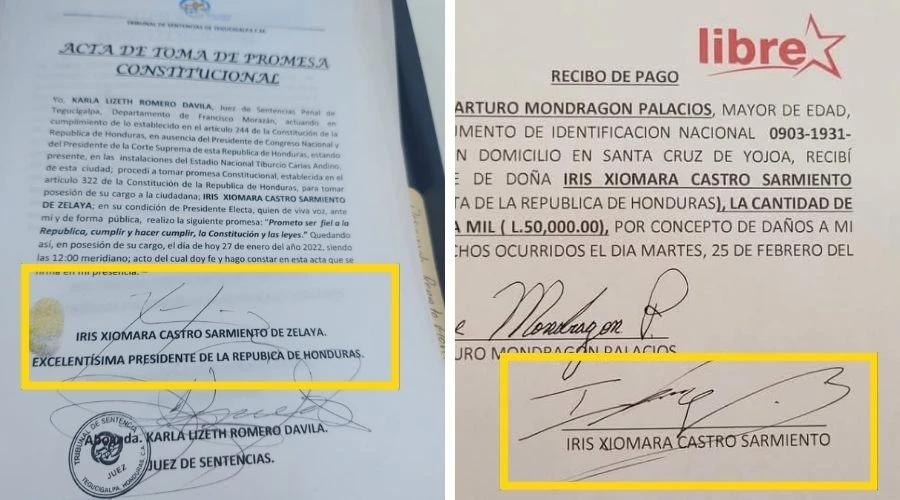 TRIBUNAL DE SENTENCIAS DE TEGUCIGALPA F.M.
ACTA DE TOMA DE PROMESA
CONSTITUCIONAL
Yo, KARLA LIZETH ROMERO DAVILA, Juez de Sentencias Penal de
Tegucigalpa, Departamento de Francisco Morazán, actuando en
cumplimiento de lo establecido en el artículo 244 de la Constitución de la
Republica de Honduras, en ausencia del Presidente de Congreso Nacional y
del Presidente de la Corte Suprema de esta Republica de Honduras, estando
presente, en las instalaciones del Estadio Nacional Tiburcio Carias Andino,
de esta ciudad; procedí a tomar promesa Constitucional, establecida en el
artículo 322 de la Constitución de la Republica de Honduras, para tomar
posesión de su cargo a la ciudadana; IRIS XIOMARA CASTRO SARMIENTO
DE ZELAYA; en su condición de Presidente Electa, quien de viva voz, ante
mí y de forma pública, realizo la siguiente promesa: "Prometo ser fiel a la
Republica, cumplir y hacer cumplir, la Constitución y las leyes." Quedando
así, en posesión de su cargo, el día de hoy 27 de enero del año 2022, siendo
las 12:00 meridiano; acto del cual doy fe y hago constar en esta acta que se
firma en mi presencia. –
IRIS XIOMARA CASTRO SARMIENTO DE ZELAYA.
EXCELENTÍSIMA PRESIDENTE DE LA REPUBICA DE HONDURAS.
KARLA LIZETH ROMERO DAVILA.
JUEZ DE SENTENCIAS.
TRIBUNAL DE SENTENCIA
JUEZ
TEGUCIGALPA, HONDURAS, C.A.
libre
RECIBO DE PAGO
ARTURO MONDRAGON PALACIOS, MAYOR DE EDAD,
UMENTO DE IDENTIFICACION NACIONAL 0903-1931-
N DOMICILIO EN SANTA CRUZ DE YOJOA, RECIBÍ
E DE DOÑA IRIS XIOMARA CASTRO SARMIENTO
TA DE LA REPUBLICA DE HONDURAS), LA CANTIDAD DE
A MIL ( L.50,000.00), POR CONCEPTO DE DAÑOS A MI
CHOS OCURRIDOS EL DIA MARTES, 25 DE FEBRERO DEL
Mondragon P.
URO MONDRAGON PALACIOS
IRIS XIOMARA CASTRO SARMIENTO